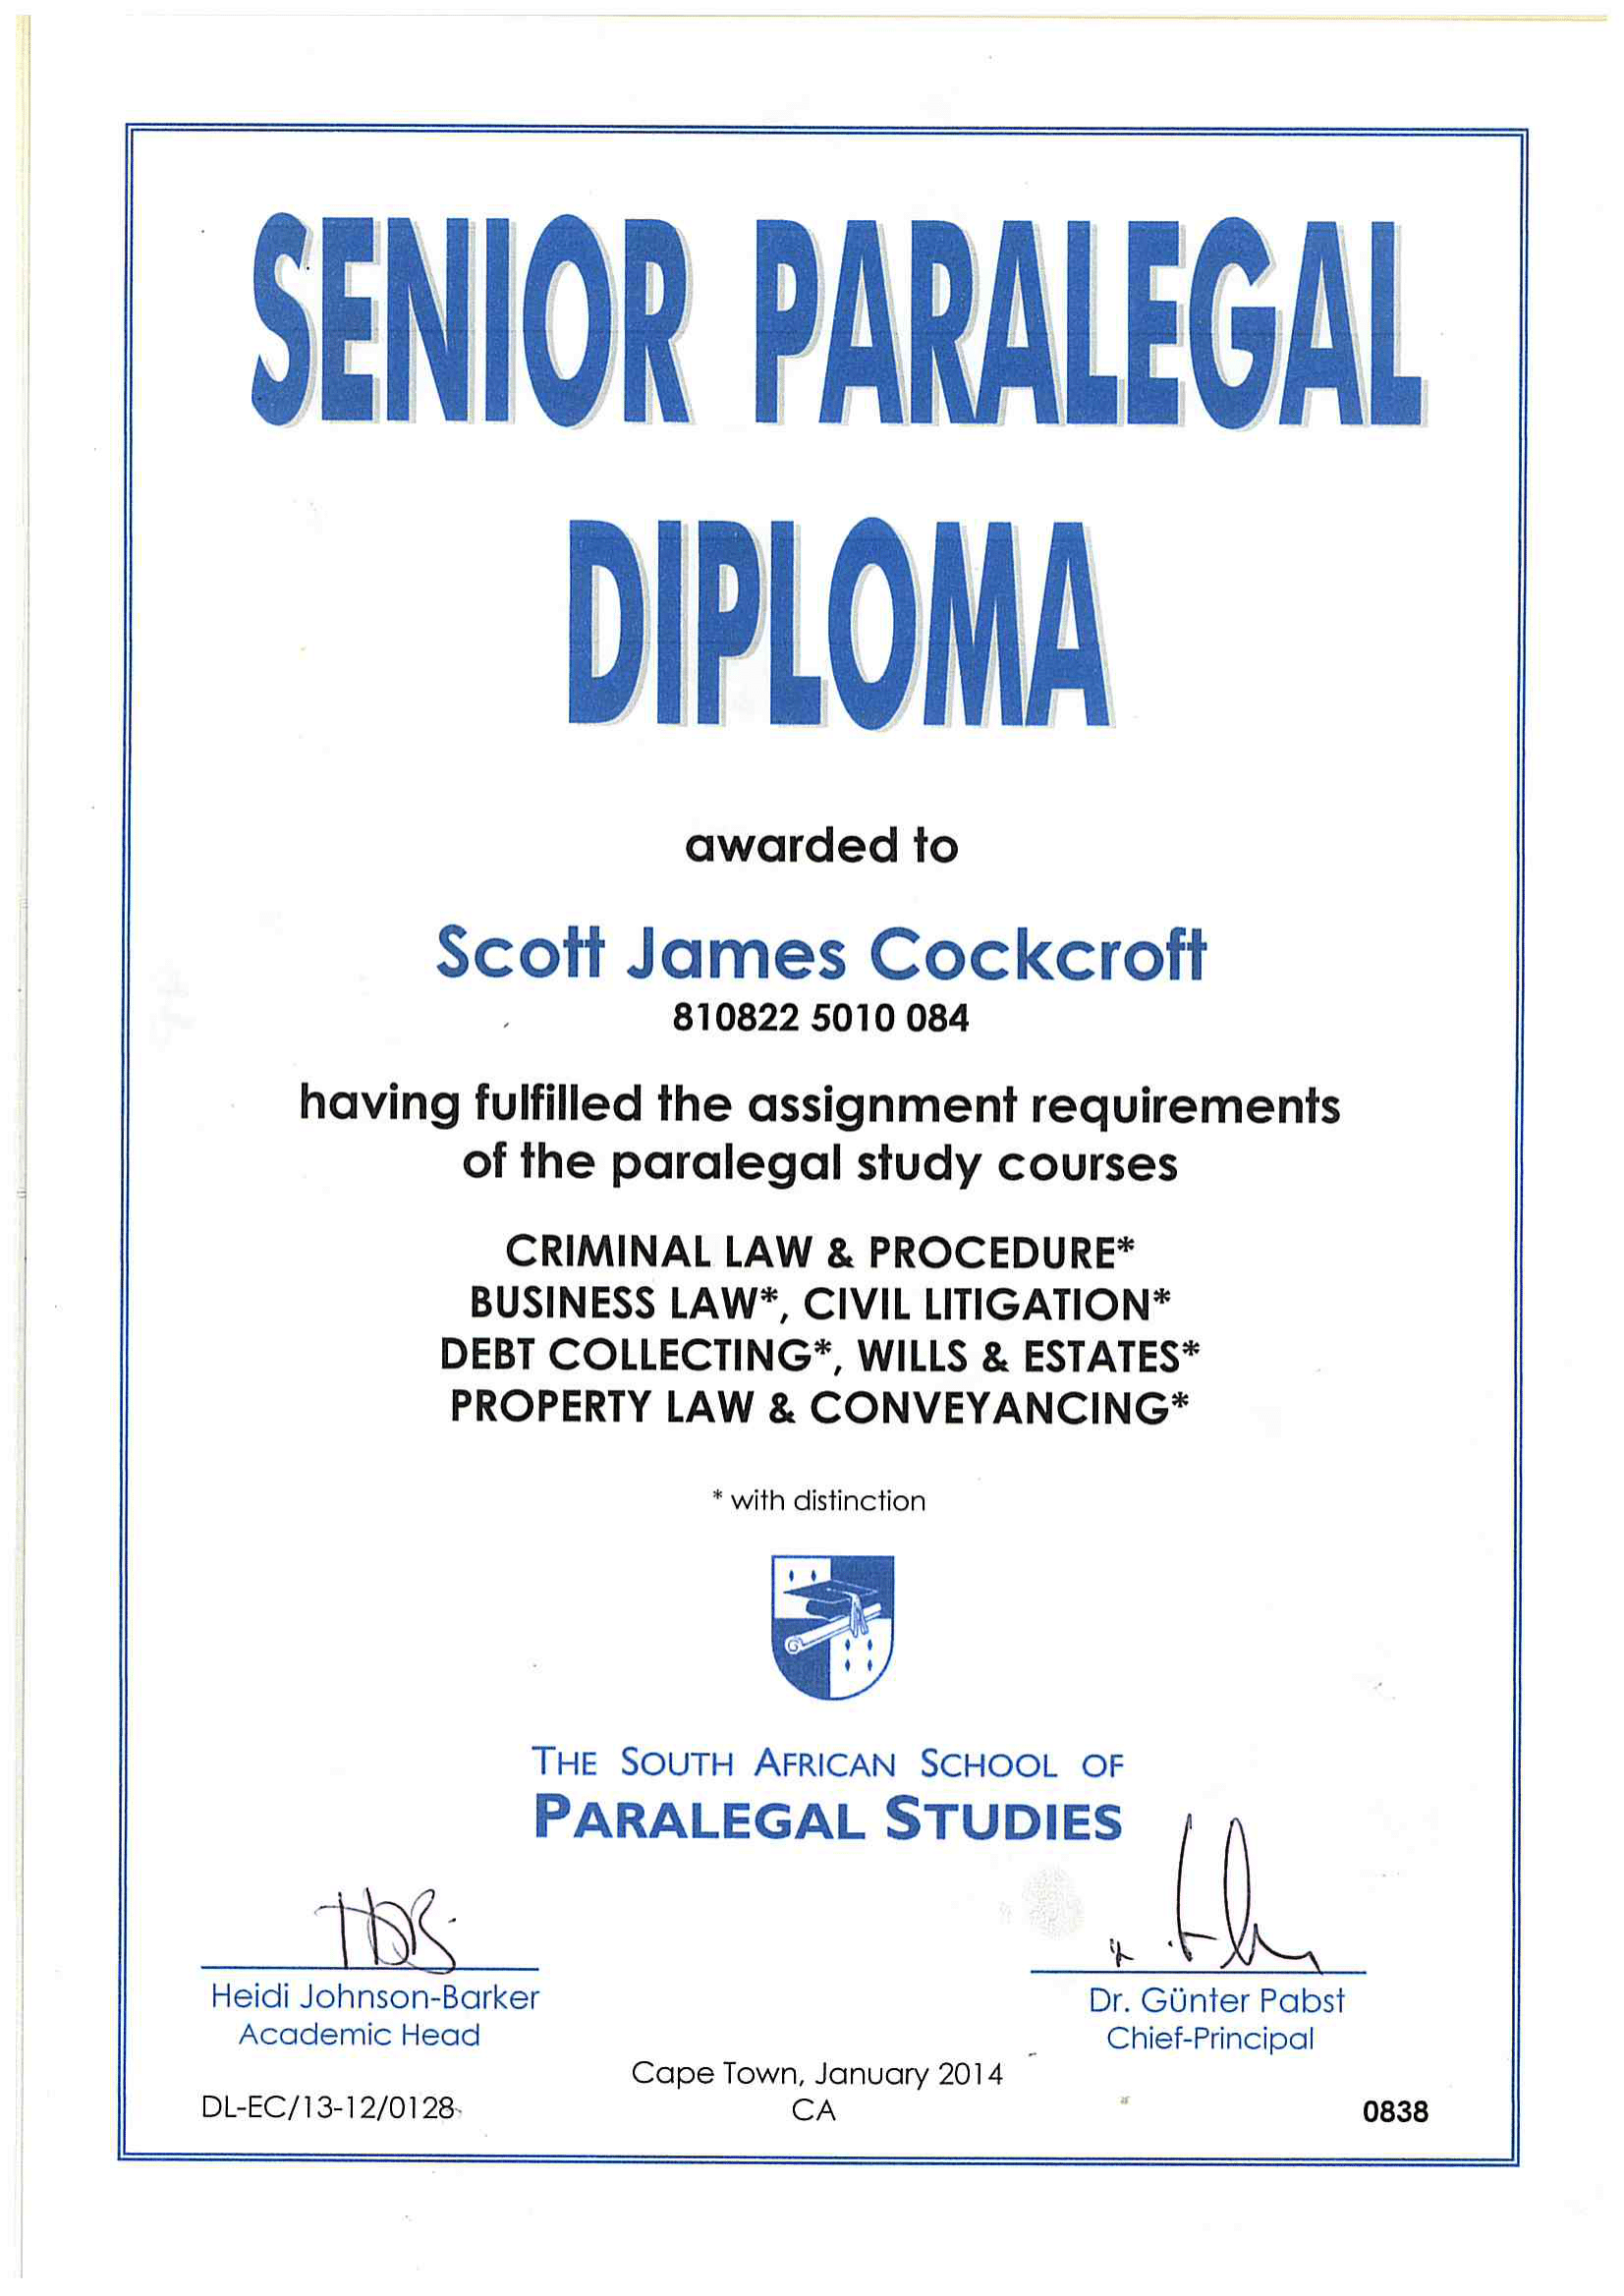 SENIOR PARALEGAL
DIPLOMA
awarded to
Scott James Cockcroft
810822 5010 084
having fulfilled the assignment requirements
of the paralegal study courses
CRIMINAL LAW & PROCEDURE*
BUSINESS LAW*, CIVIL LITIGATION*
DEBT COLLECTING*, WILLS & ESTATES*
PROPERTY LAW & CONVEYANCING*
* with distinction
THE SOUTH AFRICAN SCHOOL OF
PARALEGAL STUDIES
Heidi Johnson-Barker
Academic Head
Dr. Günter Pabst
Chief-Principal
Cape Town, January 2014
DL-EC/13-12/0128
CA
0838